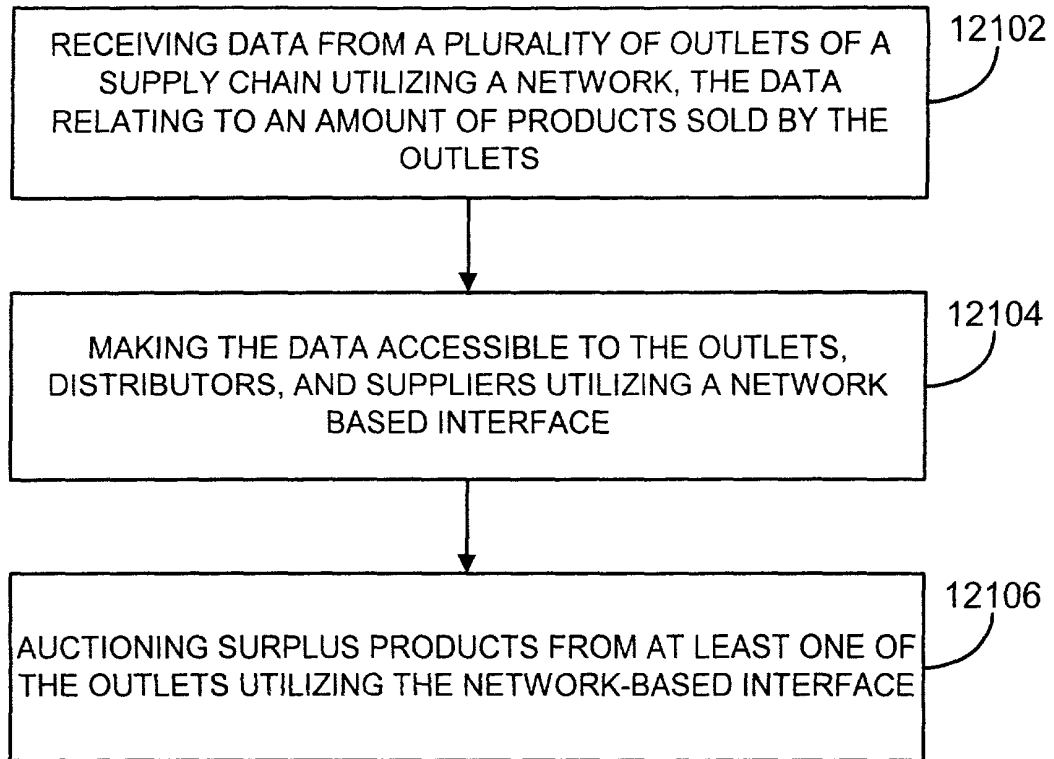 RECEIVING DATA FROM A PLURALITY OF OUTLETS OF A
SUPPLY CHAIN UTILIZING A NETWORK, THE DATA
RELATING TO AN AMOUNT OF PRODUCTS SOLD BY THE
OUTLETS
12102
MAKING THE DATA ACCESSIBLE TO THE OUTLETS,
DISTRIBUTORS, AND SUPPLIERS UTILIZING A NETWORK
BASED INTERFACE
12104
AUCTIONING SURPLUS PRODUCTS FROM AT LEAST ONE OF
THE OUTLETS UTILIZING THE NETWORK-BASED INTERFACE
12106